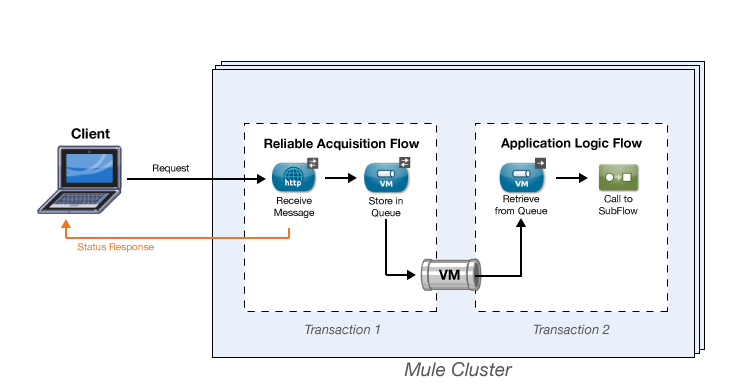 Client
Request
Status Response
Reliable Acquisition Flow
http
Receive
Message
VM
Store in
Queue
VM
Application Logic Flow
VM
Retrieve
from Queue
Call to
SubFlow
Transaction 1
Transaction 2
Mule Cluster